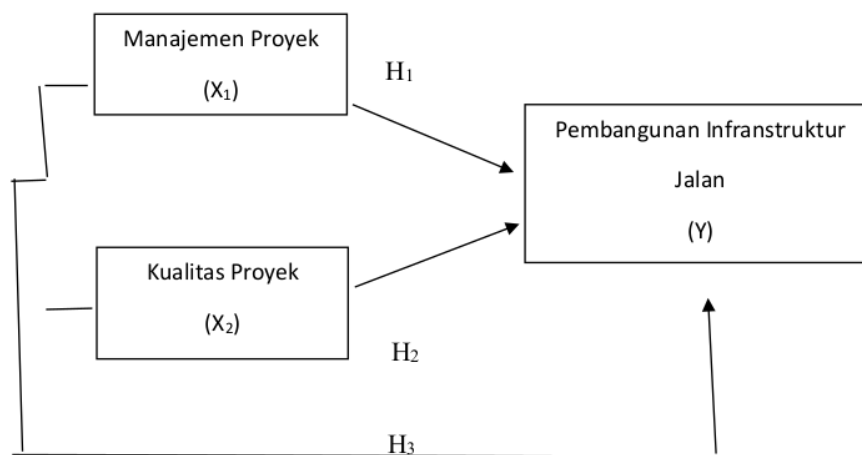 Manajemen Proyek
(X₁)
H₁
Pembangunan Infranstruktur
Jalan
(Y)
Kualitas Proyek
(X₂)
H₂
H₃